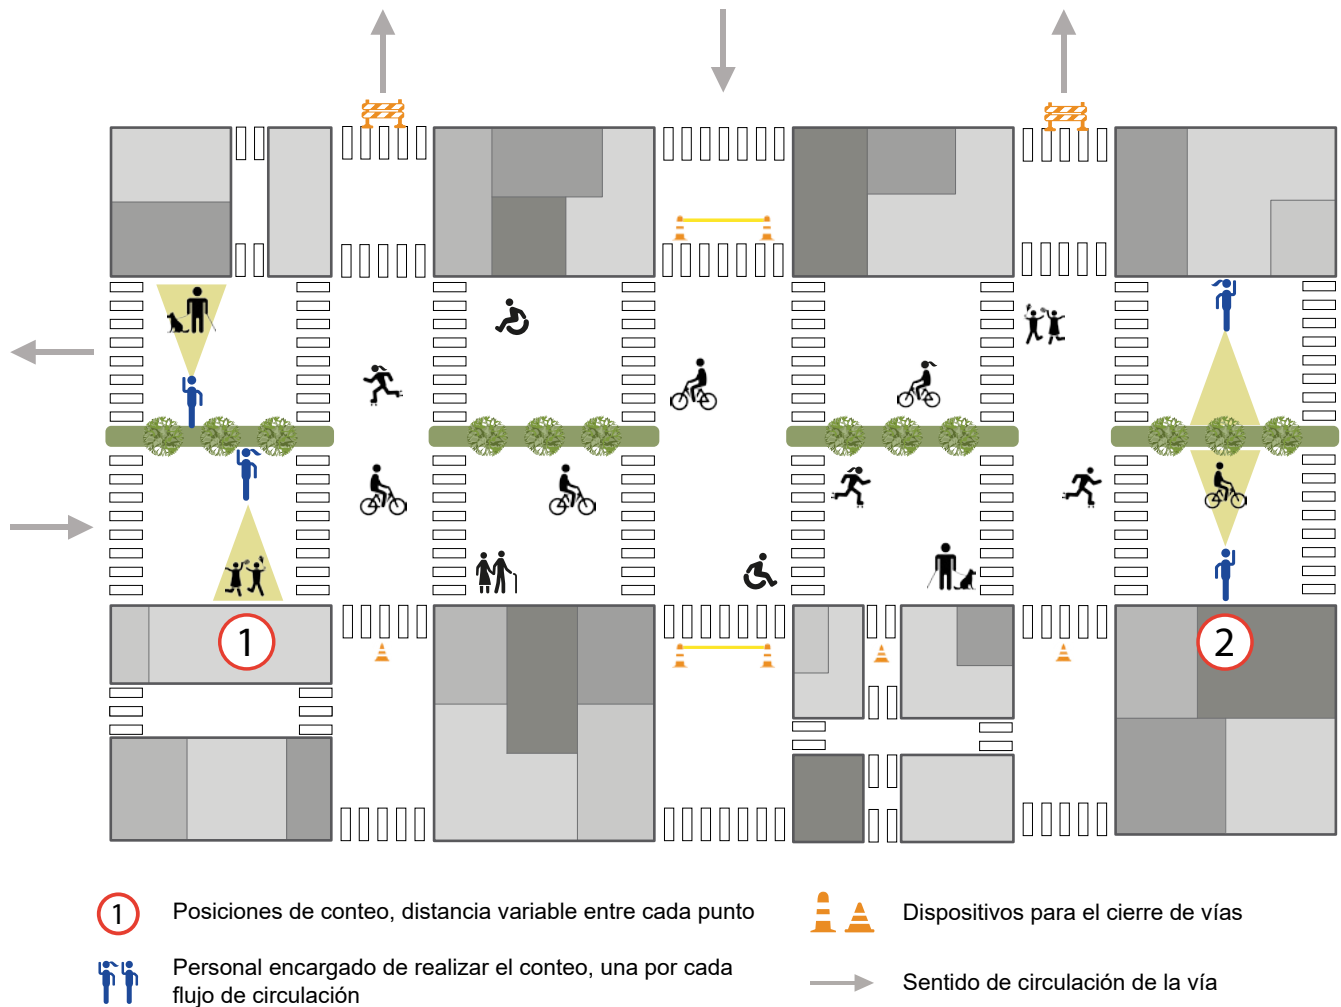 1
2
1
Posiciones de conteo, distancia variable entre cada punto
Dispositivos para el cierre de vías
Personal encargado de realizar el conteo, una por cada
flujo de circulación
Sentido de circulación de la vía